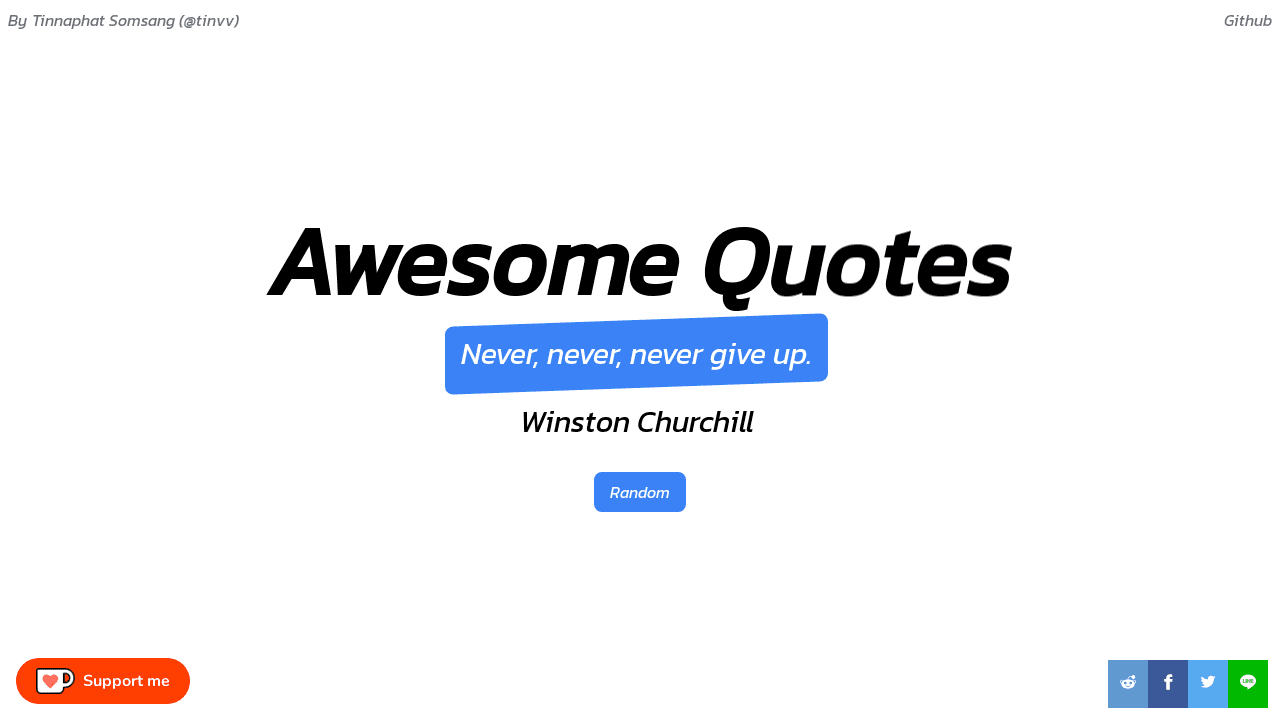 By Tinnaphat Somsang (@tinvv)
Github
Awesome Quotes
Never, never, never give up.
Winston Churchill
Random
Support me
LINE